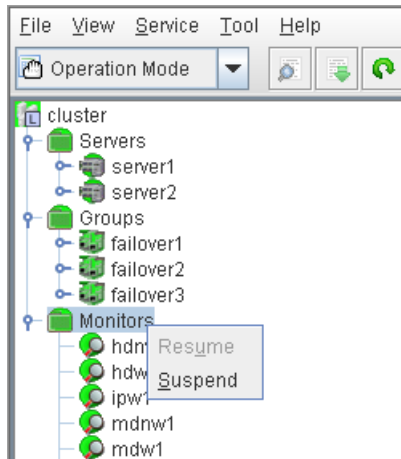 File View Service Tool Help
Operation Mode
cluster
Servers
server1
server2
Groups
failover1
failover2
failover3
Monitors
Resume
Suspend
ipw1
mdnw1
mdw1